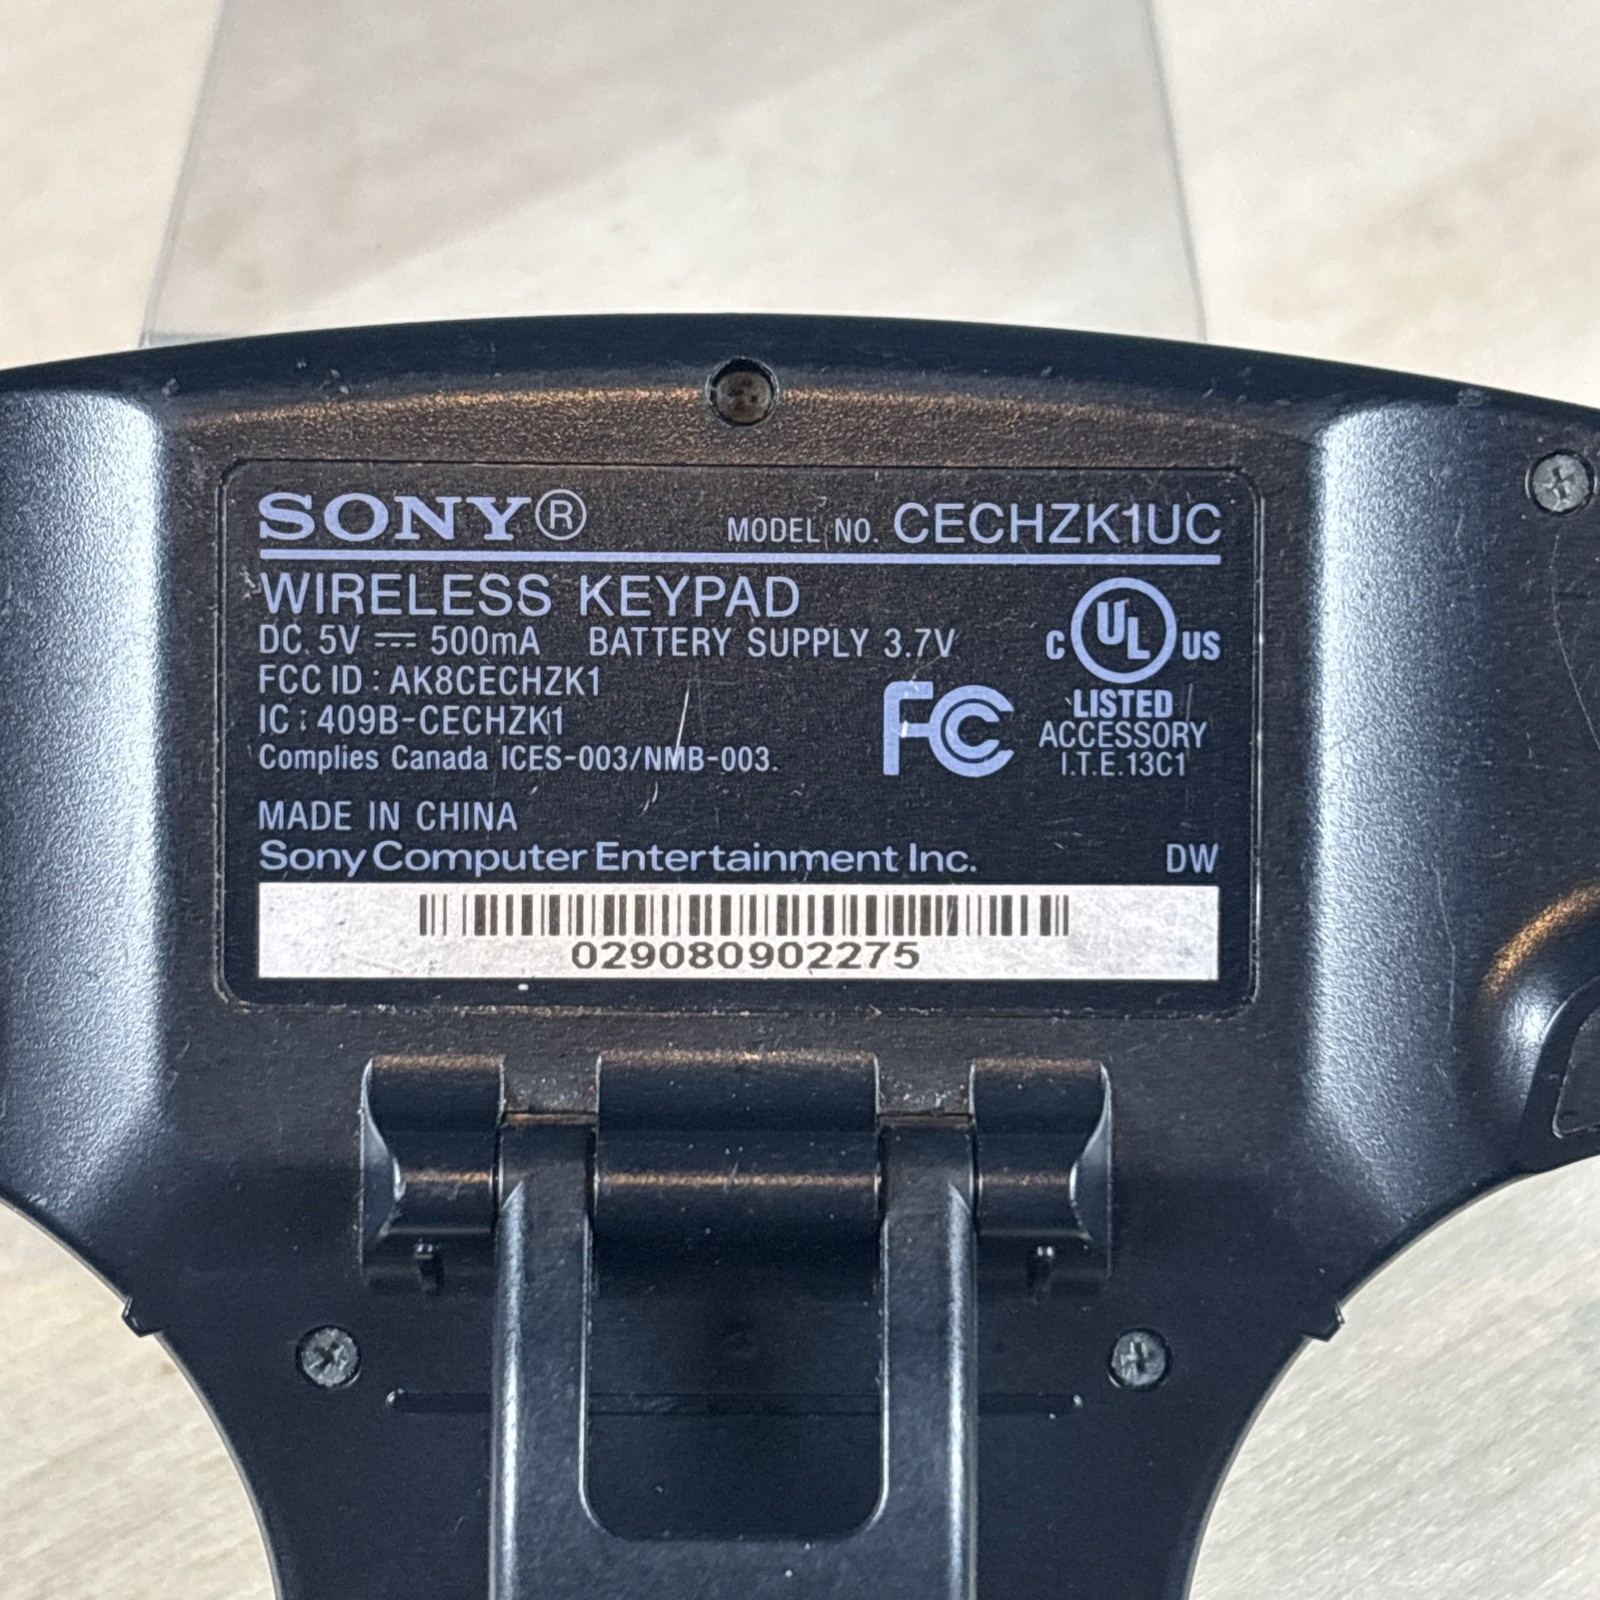 SONY® MODEL NO. CECHZK1UC
WIRELESS KEYPAD
DC 5V ⎓ 500mA BATTERY SUPPLY 3.7V
FCC ID : AK8CECHZK1
IC : 409B-CECHZK1
Complies Canada ICES-003/NMB-003.
C UL US
LISTED
ACCESSORY
I.T.E.13C1
FC
MADE IN CHINA
Sony Computer Entertainment Inc. DW
029080902275